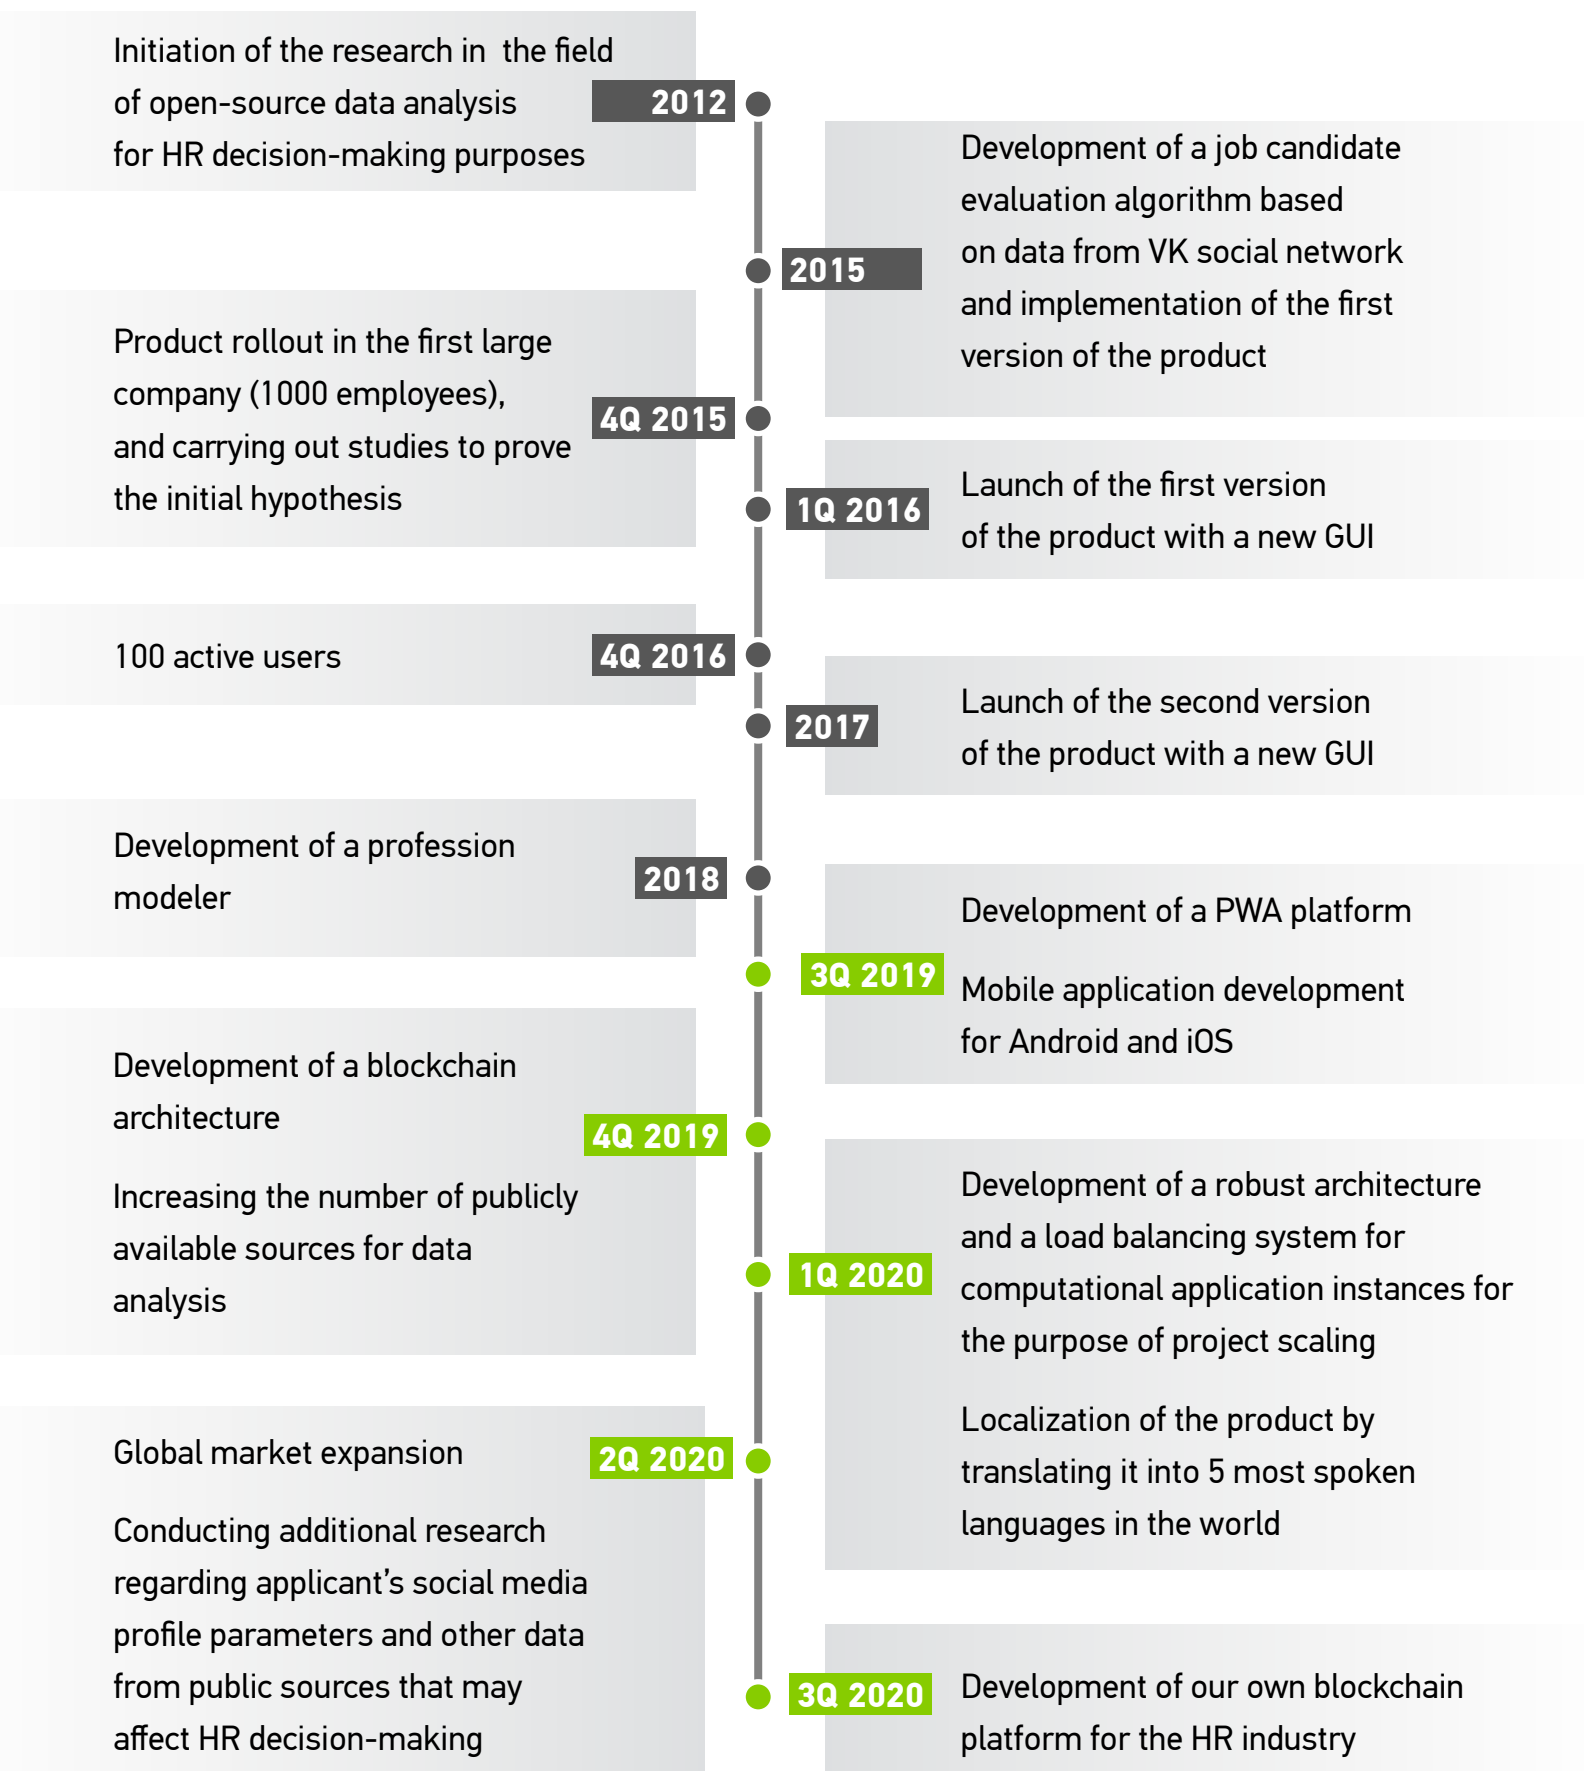 Initiation of the research in the field
of open-source data analysis
for HR decision-making purposes
2012
Development of a job candidate
evaluation algorithm based
on data from VK social network
and implementation of the first
version of the product
2015
Product rollout in the first large
company (1000 employees),
and carrying out studies to prove
the initial hypothesis
4Q 2015
1Q 2016
Launch of the first version
of the product with a new GUI
100 active users
4Q 2016
2017
Launch of the second version
of the product with a new GUI
Development of a profession
modeler
2018
Development of a PWA platform
3Q 2019
Mobile application development
for Android and iOS
Development of a blockchain
architecture
4Q 2019
Increasing the number of publicly
available sources for data
analysis
Development of a robust architecture
and a load balancing system for
computational application instances for
the purpose of project scaling
1Q 2020
Localization of the product by
translating it into 5 most spoken
languages in the world
Global market expansion
2Q 2020
Conducting additional research
regarding applicant’s social media
profile parameters and other data
from public sources that may
affect HR decision-making
3Q 2020
Development of our own blockchain
platform for the HR industry